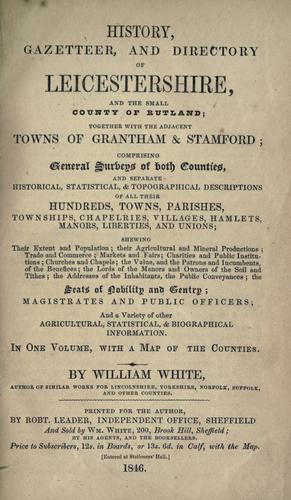 HISTORY,
GAZETTEER, AND DIRECTORY
OF
LEICESTERSHIRE,
AND THE SMALL
COUNTY OF RUTLAND;
TOGETHER WITH THE ADJACENT
TOWNS OF GRANTHAM & STAMFORD;
COMPRISING
General Surveys of both Counties,
AND SEPARATE
HISTORICAL, STATISTICAL, & TOPOGRAPHICAL DESCRIPTIONS
OF ALL THEIR
HUNDREDS, TOWNS, PARISHES,
TOWNSHIPS, CHAPELRIES, VILLAGES, HAMLETS,
MANORS, LIBERTIES, AND UNIONS;
SHEWING
Their Extent and Population; their Agricultural and Mineral Productions;
Trade and Commerce; Markets and Fairs; Charities and Public Institu-
tions; Churches and Chapels; the Value, and the Patrons and Incumbents,
of the Benefices; the Lords of the Manors and Owners of the Soil and
Tithes; the Addresses of the Inhabitants, the Public Conveyances; the
Seats of Nobility and Gentry;
MAGISTRATES AND PUBLIC OFFICERS;
And a Variety of other
AGRICULTURAL, STATISTICAL, & BIOGRAPHICAL
INFORMATION.
IN ONE VOLUME, WITH A MAP OF THE COUNTIES.
BY WILLIAM WHITE,
AUTHOR OF SIMILAR WORKS FOR LINCOLNSHIRE, YORKSHIRE, NORFOLK, SUFFOLK,
AND OTHER COUNTIES.
PRINTED FOR THE AUTHOR,
BY ROBT. LEADER, INDEPENDENT OFFICE, SHEFFIELD
And Sold by WM. WHITE, 200, Brook Hill, Sheffield;
BY HIS AGENTS, AND THE BOOKSELLERS.
Price to Subscribers, 12s. in Boards, or 13s. 6d. in Calf, with the Map.
[Entered at Stationers' Hall.]
1846.